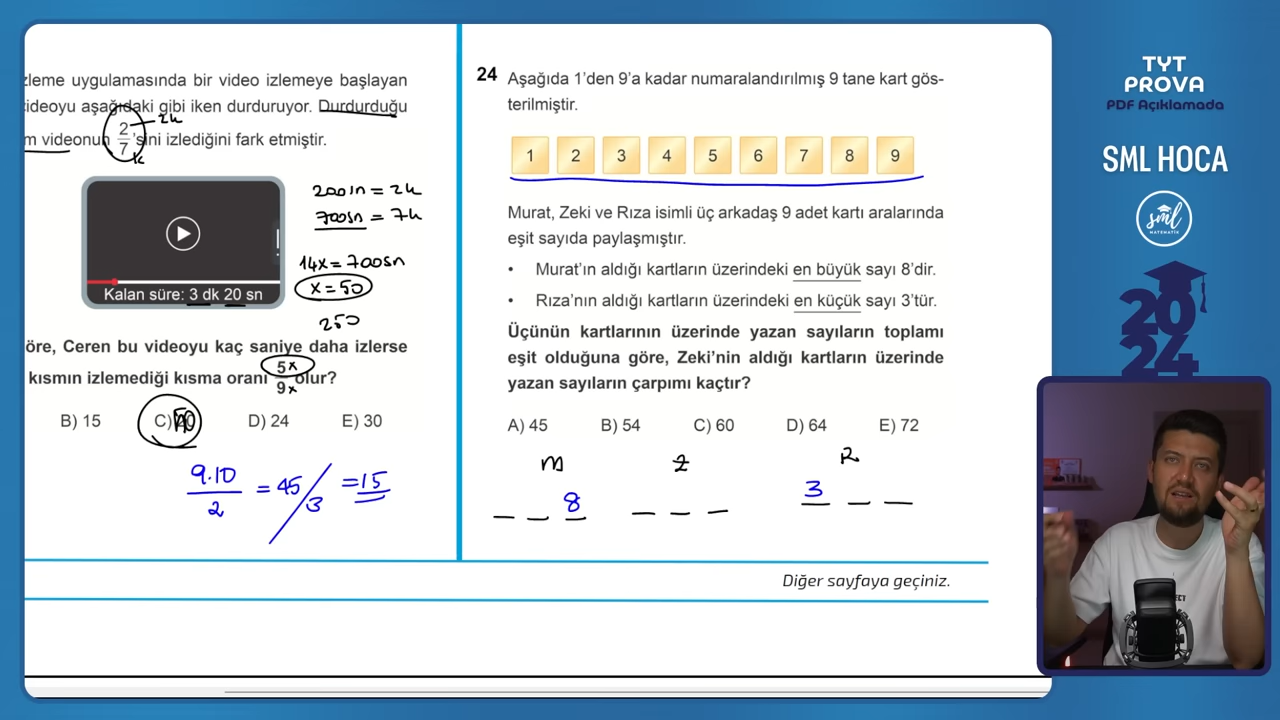 zleme uygulamasında bir video izlemeye başlayan
ideoyu aşağıdaki gibi iken durduruyor. Durdurduğu
m videonun 2/7 'sini izlediğini fark etmiştir.
2k
k
200sn = 2k
700sn = 7k
14x = 700sn
x = 50
250
Kalan süre: 3 dk 20 sn
öre, Ceren bu videoyu kaç saniye daha izlerse
kısmın izlemediği kısma oranı 5x/9x olur?
B) 15 C) D) 24 E) 30
9.10/2 = 45/3 = 15
24 Aşağıda 1'den 9'a kadar numaralandırılmış 9 tane kart gös-
terilmiştir.
1 2 3 4 5 6 7 8 9
Murat, Zeki ve Rıza isimli üç arkadaş 9 adet kartı aralarında
eşit sayıda paylaşmıştır.
• Murat'ın aldığı kartların üzerindeki en büyük sayı 8'dir.
• Rıza'nın aldığı kartların üzerindeki en küçük sayı 3'tür.
Üçünün kartlarının üzerinde yazan sayıların toplamı
eşit olduğuna göre, Zeki'nin aldığı kartların üzerinde
yazan sayıların çarpımı kaçtır?
A) 45 B) 54 C) 60 D) 64 E) 72
M Z R
_ _ 8 _ _ _ 3 _ _
Diğer sayfaya geçiniz.
TYT
PROVA
PDF Açıklamada
SML HOCA
sml
MATEMATİK
20
24